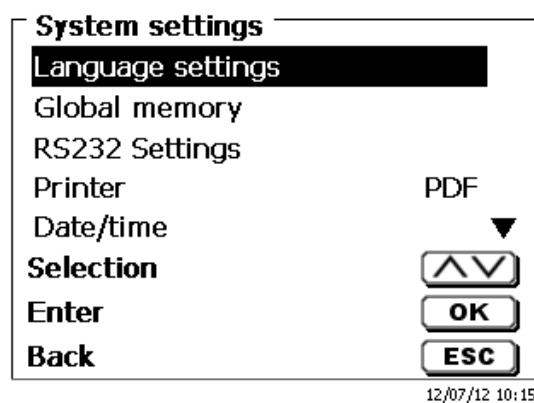 System settings
Language settings
Global memory
RS232 Settings
Printer PDF
Date/time
Selection
Enter OK
Back ESC
12/07/12 10:15